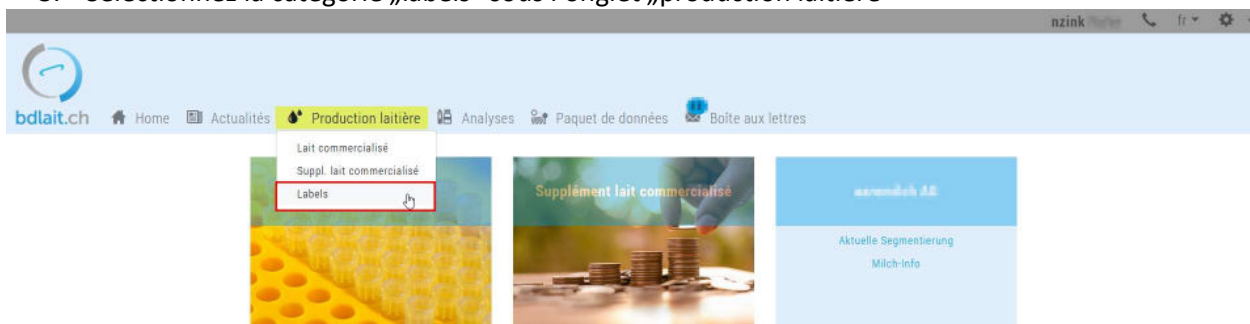 Sélectionnez la catégorie „labels“ sous l'onglet „production laitière“
nzink fr
bdlait.ch Home Actualités Production laitière Analyses Paquet de données Boîte aux lettres
Lait commercialisé
Suppl. lait commercialisé
Labels
Supplément lait commercialisé
Aktuelle Segmentierung
Milch-Info